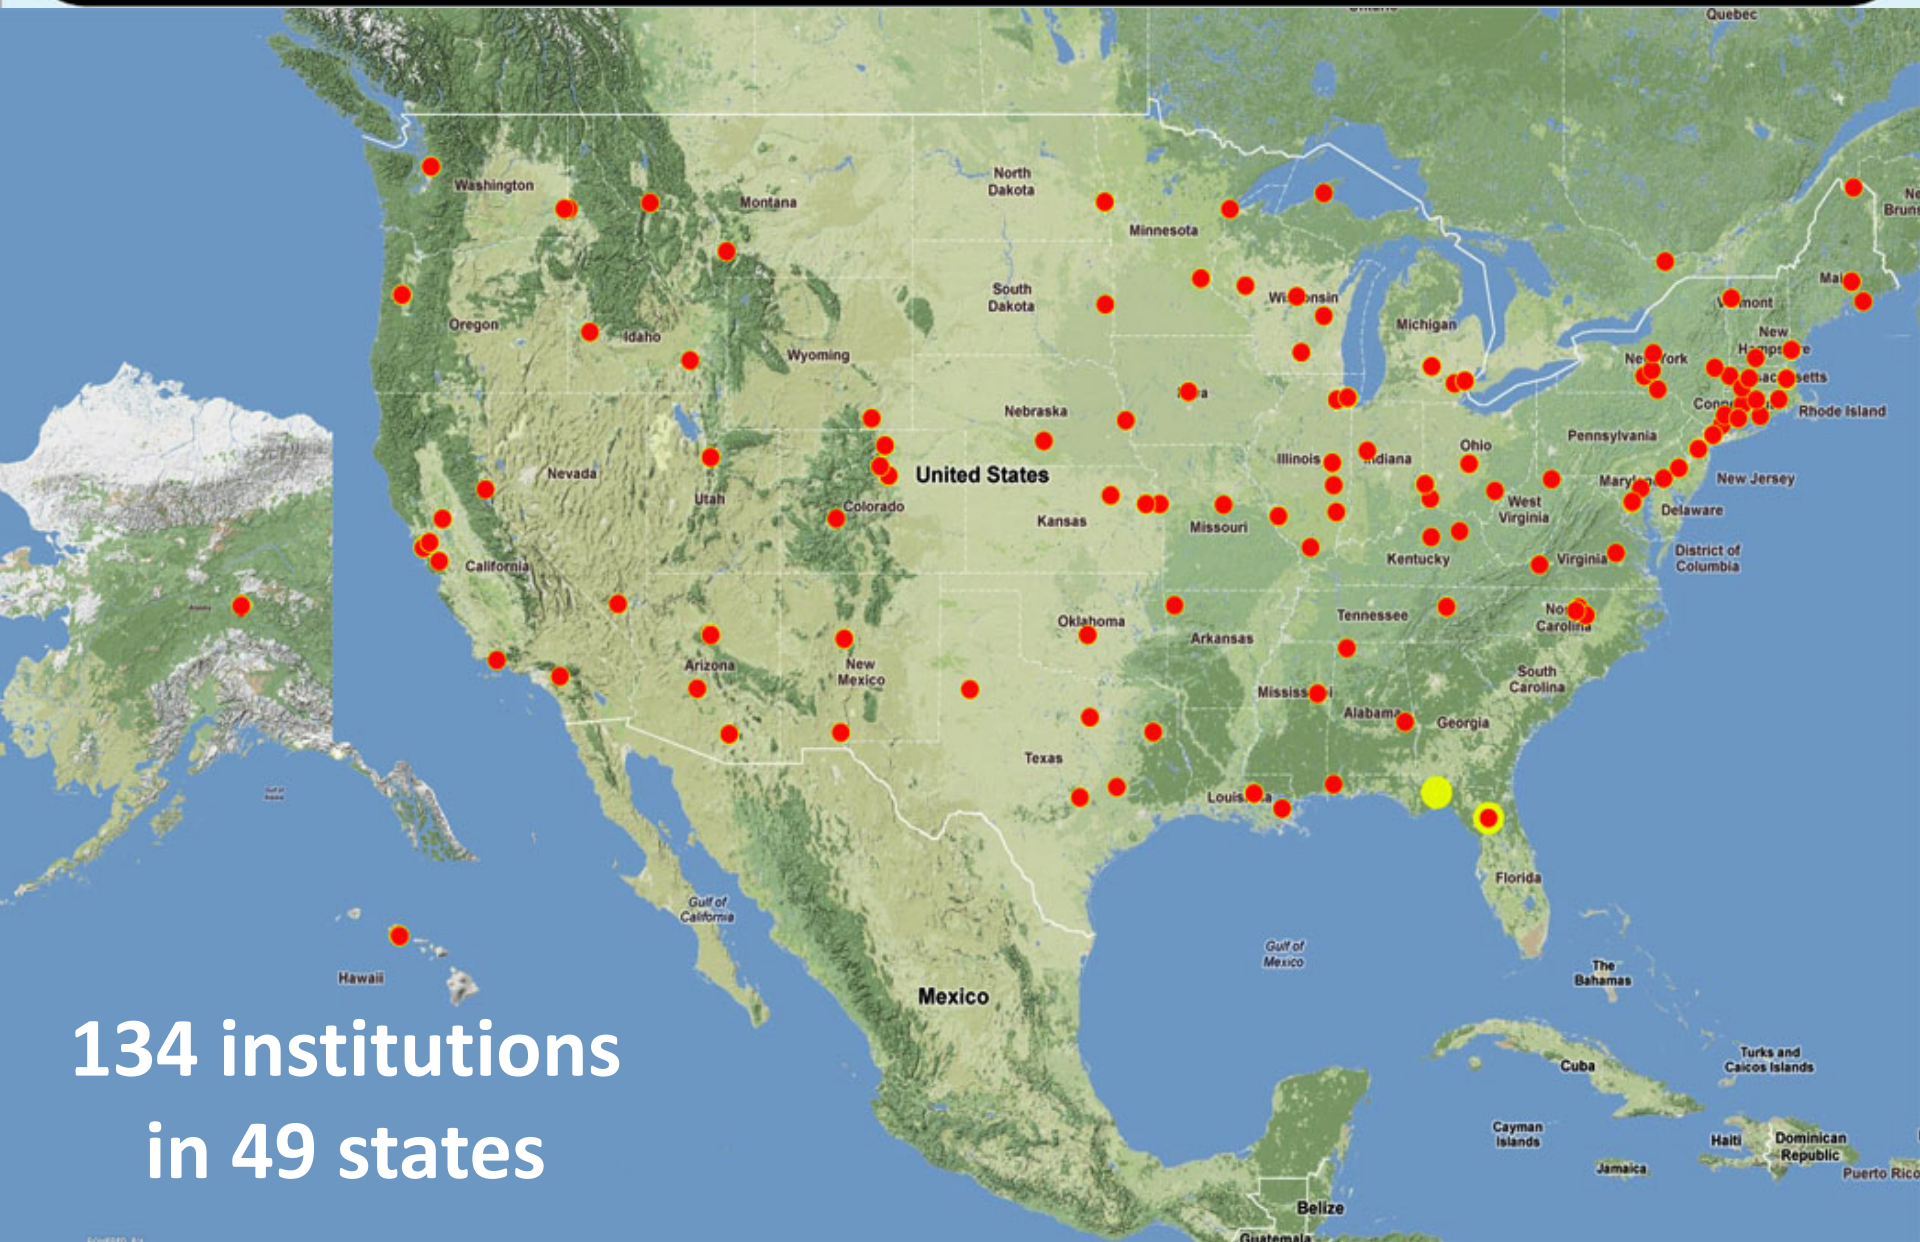 Quebec
Washington
Montana
North
Dakota
Minnesota
South
Dakota
Oregon
Idaho
Wyoming
Michigan
New
Nebraska
Rhode Island
Pennsylvania
Ohio
Illinois
United States
Nevada
Utah
Colorado
Kansas
Missouri
West
Virginia
New Jersey
Delaware
California
Kentucky
Virginia
District of
Columbia
Oklahoma
Arkansas
Tennessee
Carolina
Arizona
New
Mexico
South
Carolina
Alabama
Georgia
Texas
Florida
Gulf of
California
Gulf of
Mexico
Hawaii
Mexico
The
Bahamas
134 institutions
in 49 states
Cuba
Turks and
Caicos Islands
Cayman
Islands
Haiti
Dominican
Republic
Jamaica
Puerto Rico
Belize
Guatemala